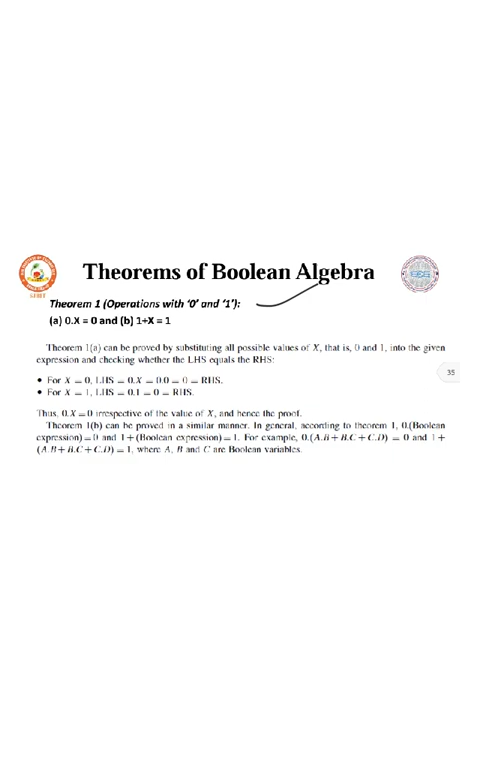 Theorems of Boolean Algebra
Theorem 1 (Operations with ‘0’ and ‘1’):
(a) 0.X = 0 and (b) 1+X = 1
Theorem 1(a) can be proved by substituting all possible values of X, that is, 0 and 1, into the given
expression and checking whether the LHS equals the RHS:
35
• For X = 0, LHS = 0.X = 0.0 = 0 = RHS.
• For X = 1, LHS = 0.1 = 0 = RHS.
Thus, 0.X = 0 irrespective of the value of X, and hence the proof.
Theorem 1(b) can be proved in a similar manner. In general, according to theorem 1, 0.(Boolean
expression) = 0 and 1 + (Boolean expression) = 1. For example, 0.(A.B + B.C + C.D) = 0 and 1 +
(A.B + B.C + C.D) = 1, where A, B and C are Boolean variables.